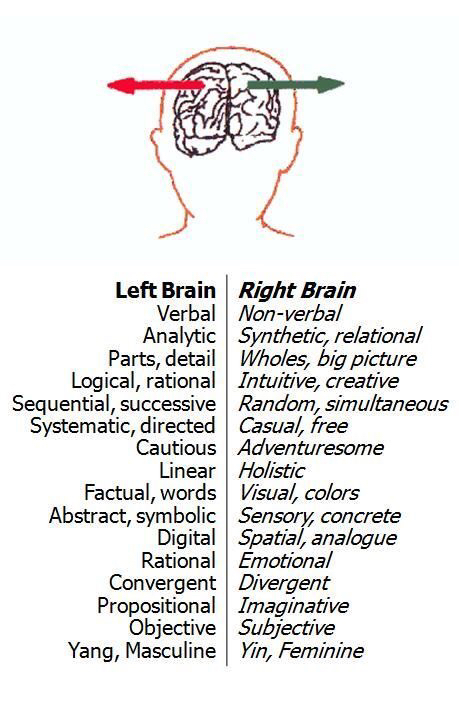 Left Brain Right Brain
Verbal Non-verbal
Analytic Synthetic, relational
Parts, detail Wholes, big picture
Logical, rational Intuitive, creative
Sequential, successive Random, simultaneous
Systematic, directed Casual, free
Cautious Adventuresome
Linear Holistic
Factual, words Visual, colors
Abstract, symbolic Sensory, concrete
Digital Spatial, analogue
Rational Emotional
Convergent Divergent
Propositional Imaginative
Objective Subjective
Yang, Masculine Yin, Feminine